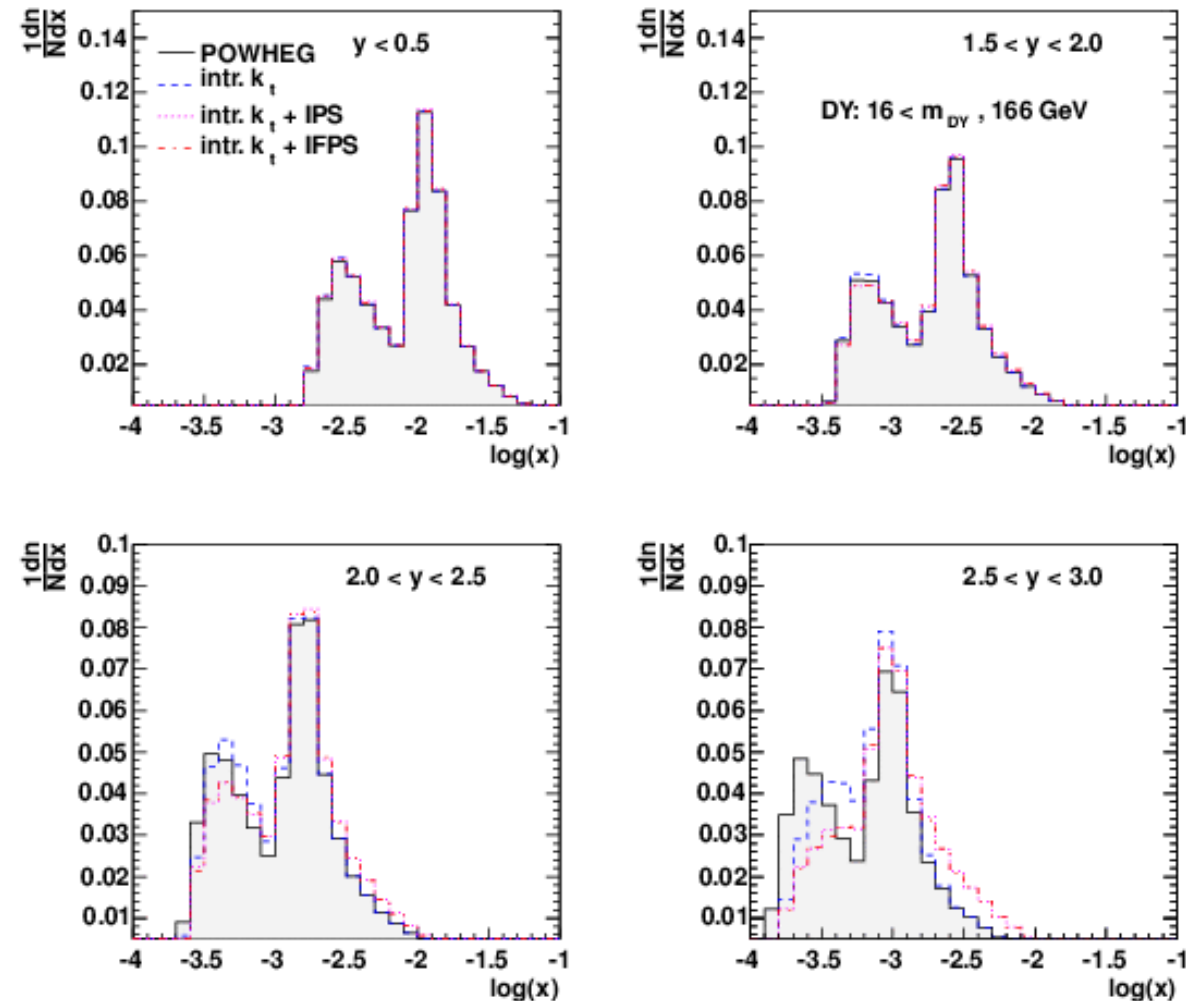 1dn
Ndx
0.14
0.12
0.1
0.08
0.06
0.04
0.02
y < 0.5
POWHEG
intr. k t
intr. k t + IPS
intr. k t + IFPS
-4 -3.5 -3 -2.5 -2 -1.5 -1
log(x)
1dn
Ndx
0.14
0.12
0.1
0.08
0.06
0.04
0.02
1.5 < y < 2.0
DY: 16 < m DY , 166 GeV
-4 -3.5 -3 -2.5 -2 -1.5 -1
log(x)
1dn
Ndx
0.1
0.09
0.08
0.07
0.06
0.05
0.04
0.03
0.02
0.01
2.0 < y < 2.5
-4 -3.5 -3 -2.5 -2 -1.5 -1
log(x)
1dn
Ndx
0.1
0.09
0.08
0.07
0.06
0.05
0.04
0.03
0.02
0.01
2.5 < y < 3.0
-4 -3.5 -3 -2.5 -2 -1.5 -1
log(x)